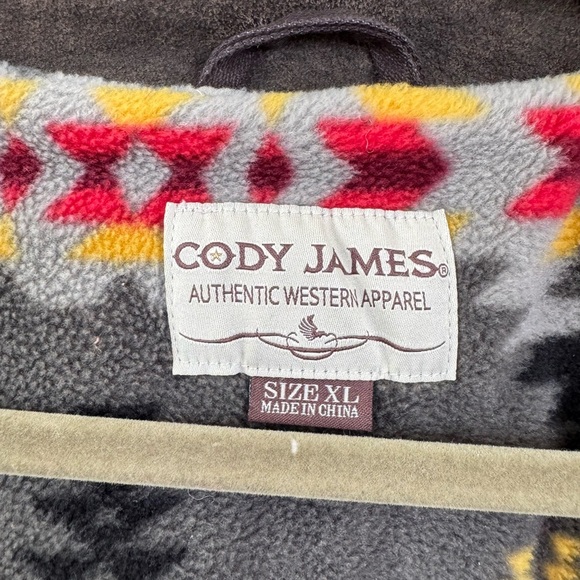 CODY JAMES®
AUTHENTIC WESTERN APPAREL
SIZE XL
MADE IN CHINA